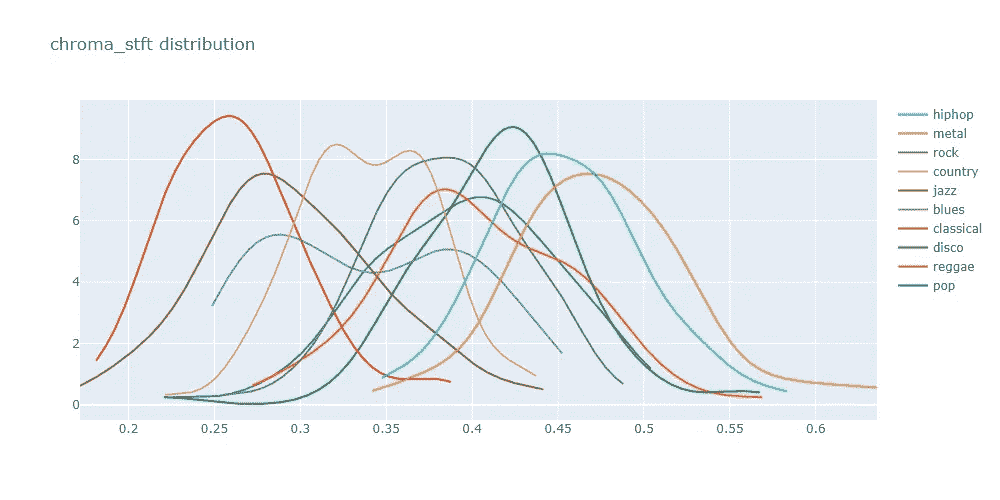 chroma_stft distribution
8
6
4
2
0
0.2 0.25 0.3 0.35 0.4 0.45 0.5 0.55 0.6
hiphop
metal
rock
country
jazz
blues
classical
disco
reggae
pop